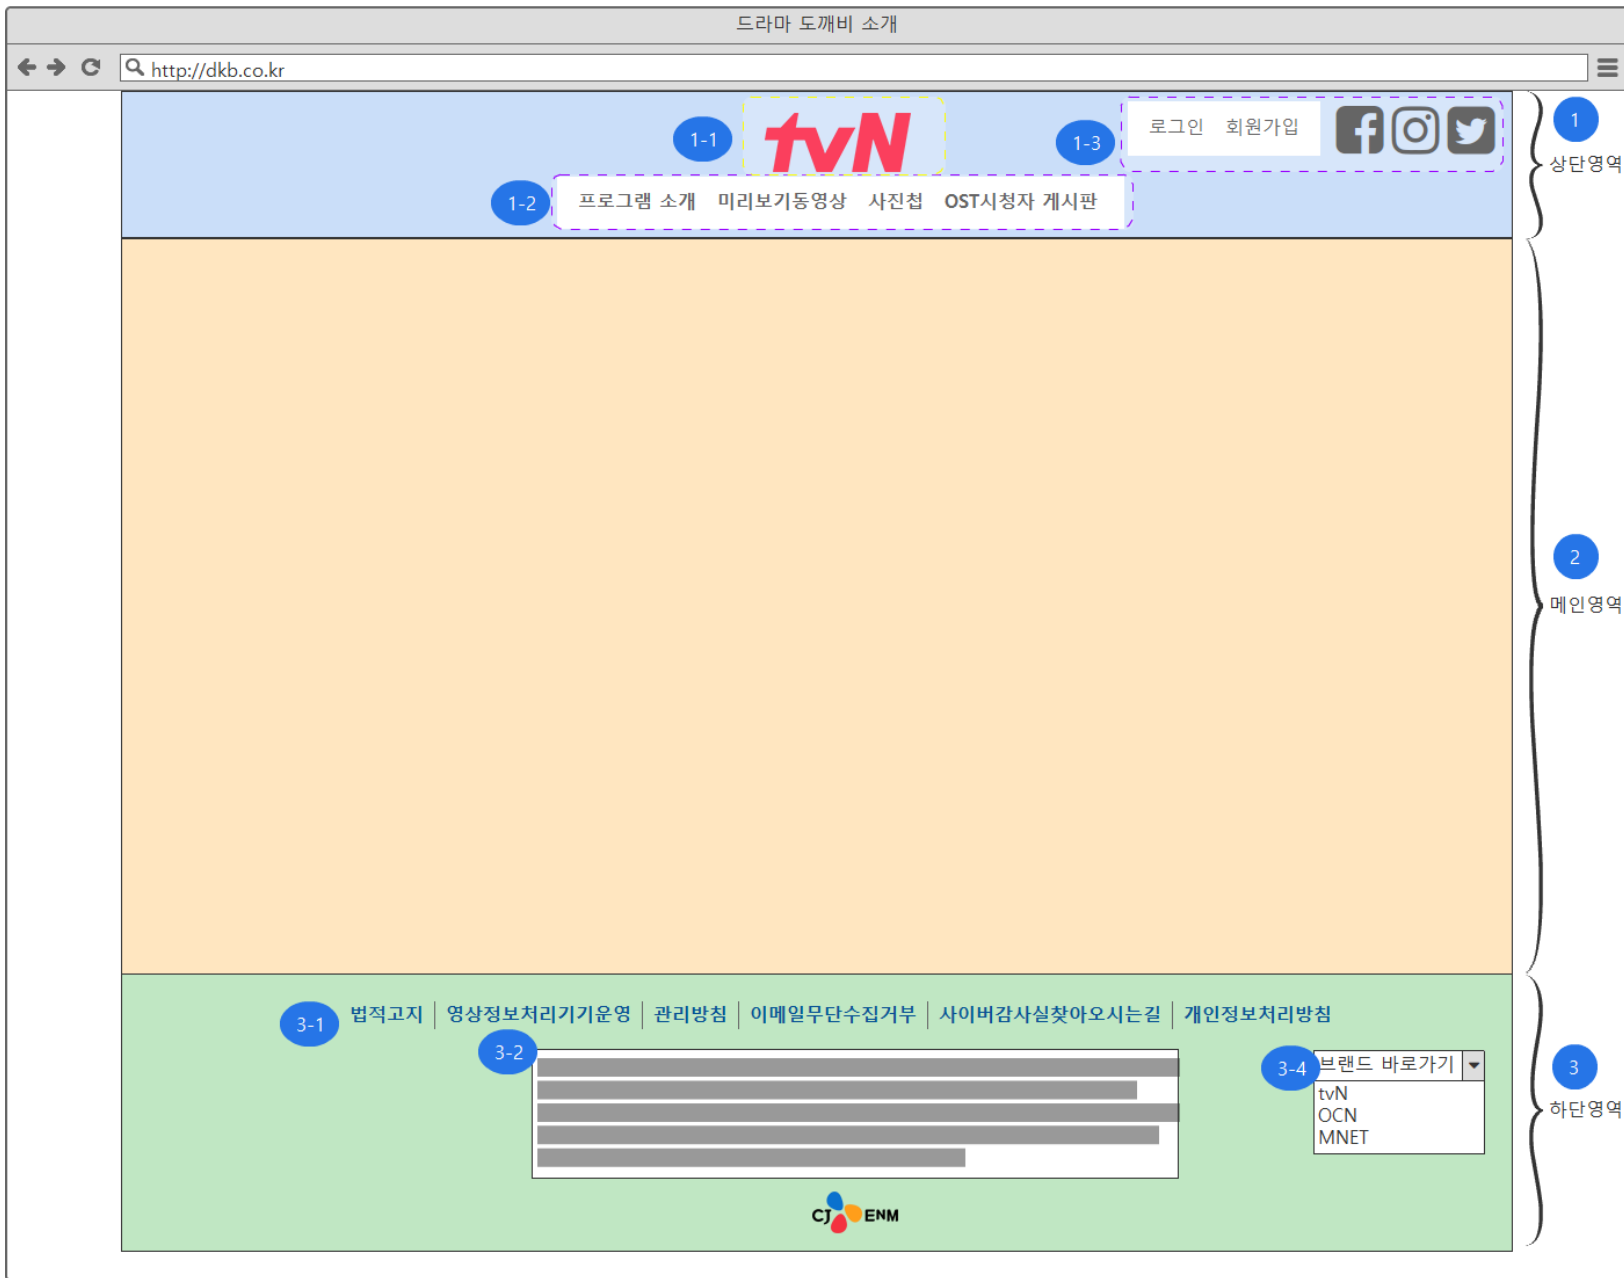 드라마 도깨비 소개
http://dkb.co.kr
1-1
tvN
1-3
로그인 회원가입
1
상단영역
1-2
프로그램 소개 미리보기동영상 사진첩 OST시청자 게시판
2
메인영역
3-1
법적고지 영상정보처리기기운영 관리방침 이메일무단수집거부 사이버감사실찾아오시는길 개인정보처리방침
3-2
3-4
브랜드 바로가기
tvN
OCN
MNET
3
하단영역
CJ ENM